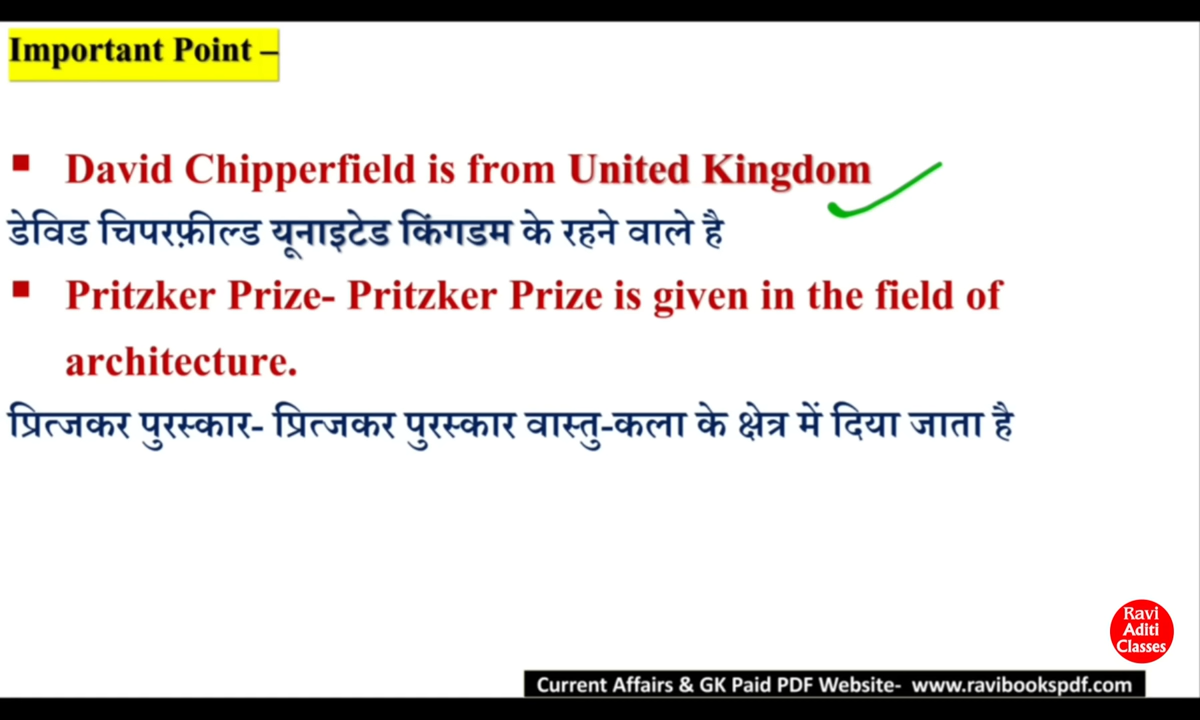 Important Point –
David Chipperfield is from United Kingdom
डेविड चिपरफ़ील्ड यूनाइटेड किंगडम के रहने वाले है
Pritzker Prize- Pritzker Prize is given in the field of
architecture.
प्रित्जकर पुरस्कार- प्रित्जकर पुरस्कार वास्तु-कला के क्षेत्र में दिया जाता है
Ravi
Aditi
Classes
Current Affairs & GK Paid PDF Website- www.ravibookspdf.com